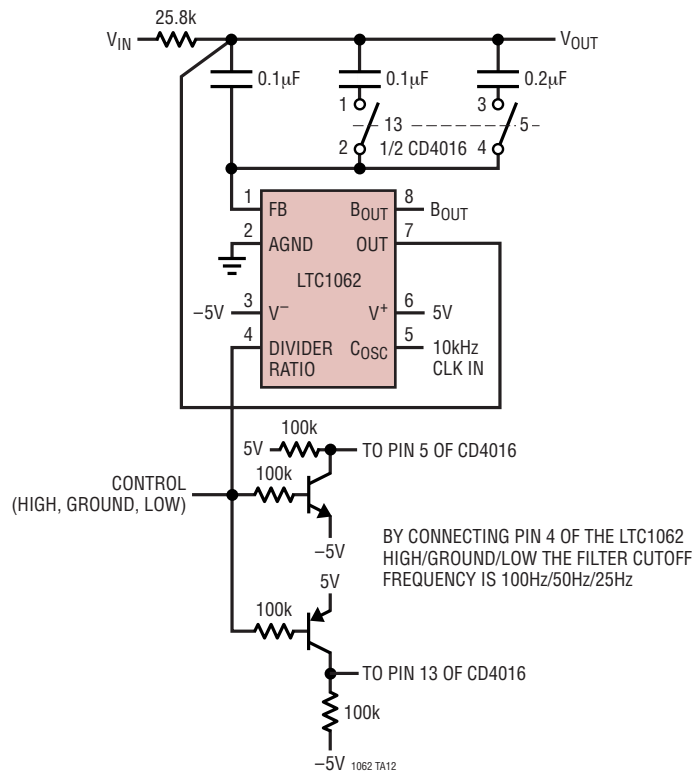 25.8k
VIN
VOUT
0.1µF
0.1µF
0.2µF
1
3
13
5
2
1/2 CD4016
4
1
FB
BOUT
8
BOUT
2
AGND
OUT
7
LTC1062
–5V
3
V–
V+
6
5V
4
DIVIDER
RATIO
COSC
5
10kHz
CLK IN
100k
5V
TO PIN 5 OF CD4016
100k
CONTROL
(HIGH, GROUND, LOW)
–5V
BY CONNECTING PIN 4 OF THE LTC1062
HIGH/GROUND/LOW THE FILTER CUTOFF
FREQUENCY IS 100Hz/50Hz/25Hz
5V
100k
TO PIN 13 OF CD4016
100k
–5V
1062 TA12